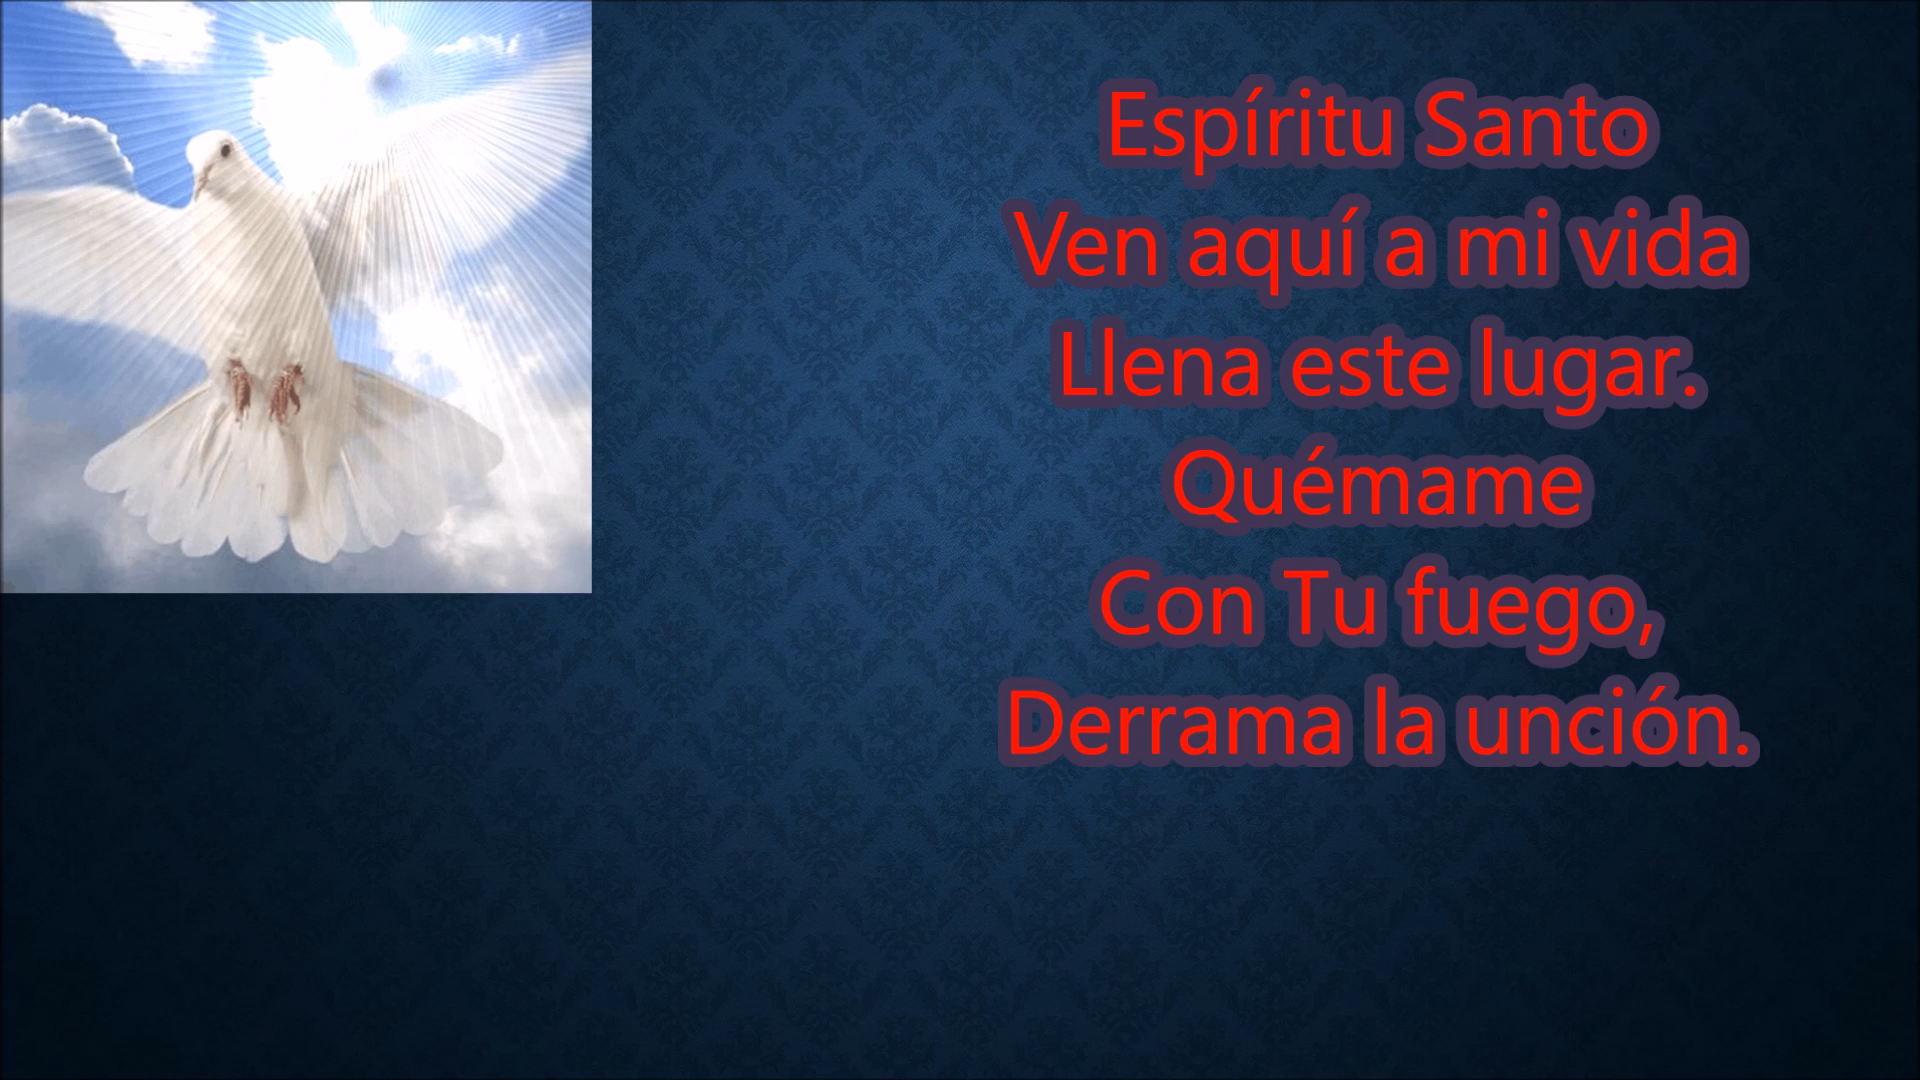 Espíritu Santo
Ven aquí a mi vida
Llena este lugar.
Quémame
Con Tu fuego,
Derrama la unción.